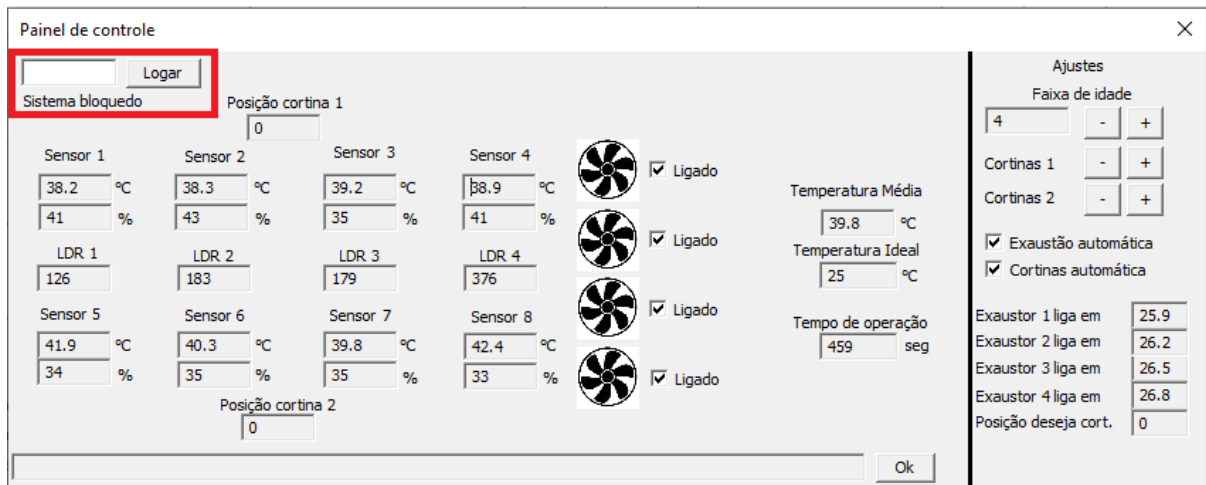 Painel de controle
Logar
Sistema bloquedo
Posição cortina 1
0
Sensor 1 Sensor 2 Sensor 3 Sensor 4
38.2 ºC 38.3 ºC 39.2 ºC 38.9 ºC
41 % 43 % 35 % 41 %
LDR 1 LDR 2 LDR 3 LDR 4
126 183 179 376
Sensor 5 Sensor 6 Sensor 7 Sensor 8
41.9 ºC 40.3 ºC 39.8 ºC 42.4 ºC
34 % 35 % 35 % 33 %
Posição cortina 2
0
Ligado
Ligado
Ligado
Ligado
Temperatura Média
39.8 ºC
Temperatura Ideal
25 ºC
Tempo de operação
459 seg
Ok
Ajustes
Faixa de idade
4 - +
Cortinas 1 - +
Cortinas 2 - +
Exaustão automática
Cortinas automática
Exaustor 1 liga em 25.9
Exaustor 2 liga em 26.2
Exaustor 3 liga em 26.5
Exaustor 4 liga em 26.8
Posição deseja cort. 0